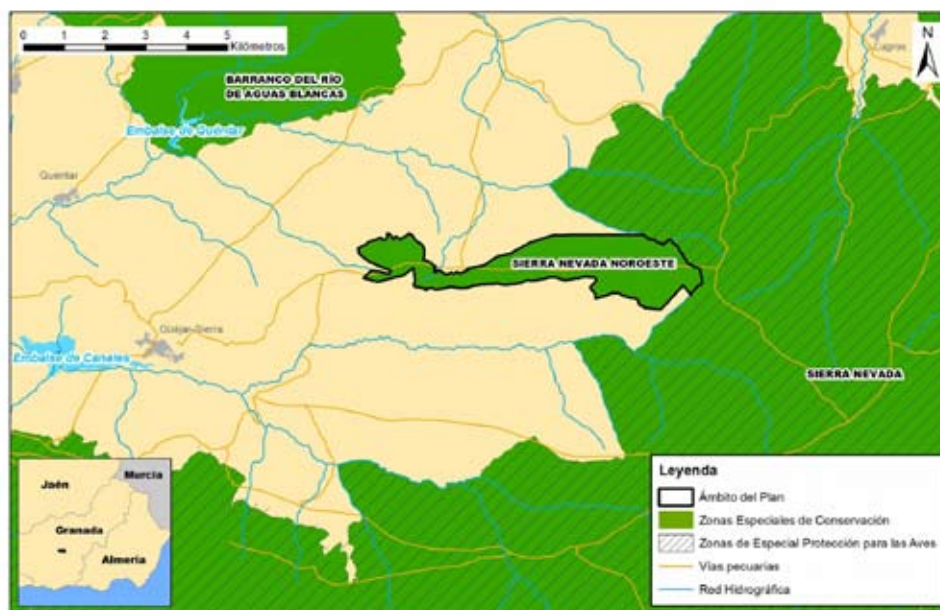 0 1 2 3 4 5
Kilómetros
N
Lugros
BARRANCO DEL RÍO
DE AGUAS BLANCAS
Embalse de Quéntar
Quéntar
SIERRA NEVADA NOROESTE
Güéjar-Sierra
Embalse de Canales
SIERRA NEVADA
Jaén
Murcia
Granada
Almería
Leyenda
Ámbito del Plan
Zonas Especiales de Conservación
Zonas de Especial Protección para las Aves
Vías pecuarias
Red Hidrográfica